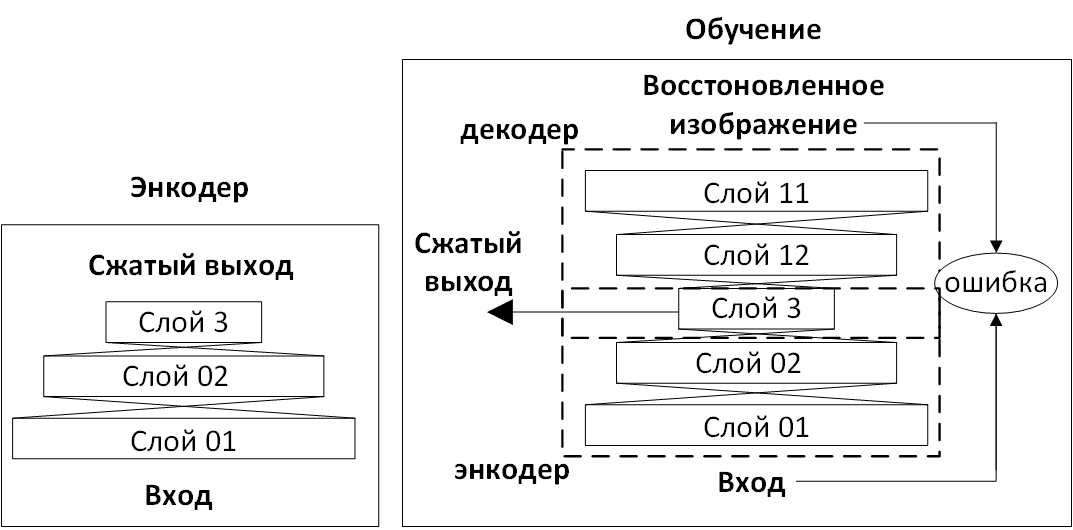 Энкодер
Сжатый выход
Слой 3
Слой 02
Слой 01
Вход
Обучение
Восстоновленное
изображение
декодер
Слой 11
Слой 12
Сжатый
выход
Слой 3
ошибка
Слой 02
Слой 01
энкодер
Вход